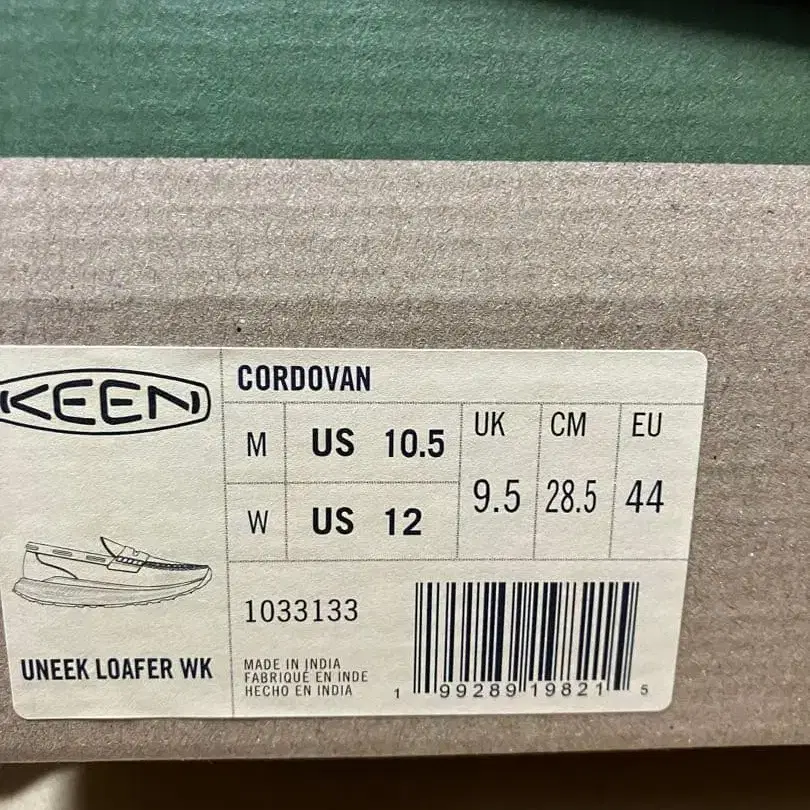 KEEN
CORDOVAN
M US 10.5
W US 12
UK CM EU
9.5 28.5 44
UNEEK LOAFER WK
1033133
MADE IN INDIA
FABRIQUÉ EN INDE
HECHO EN INDIA
1 99289 19821 5